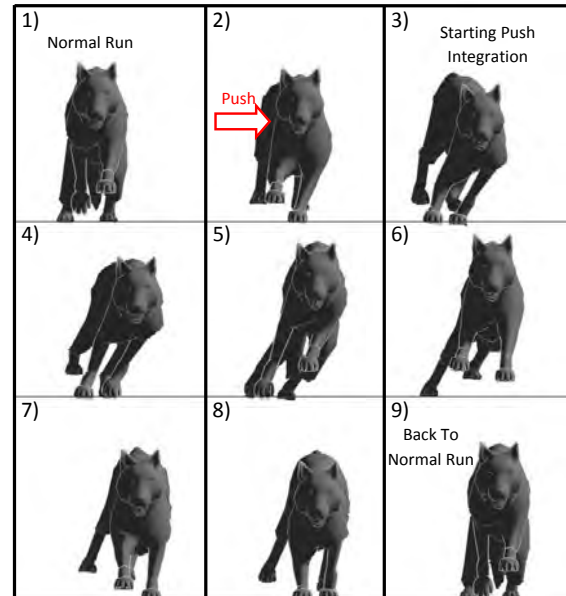 1)
Normal Run
2)
Push
3)
Starting Push
Integration
4)
5)
6)
7)
8)
9)
Back To
Normal Run